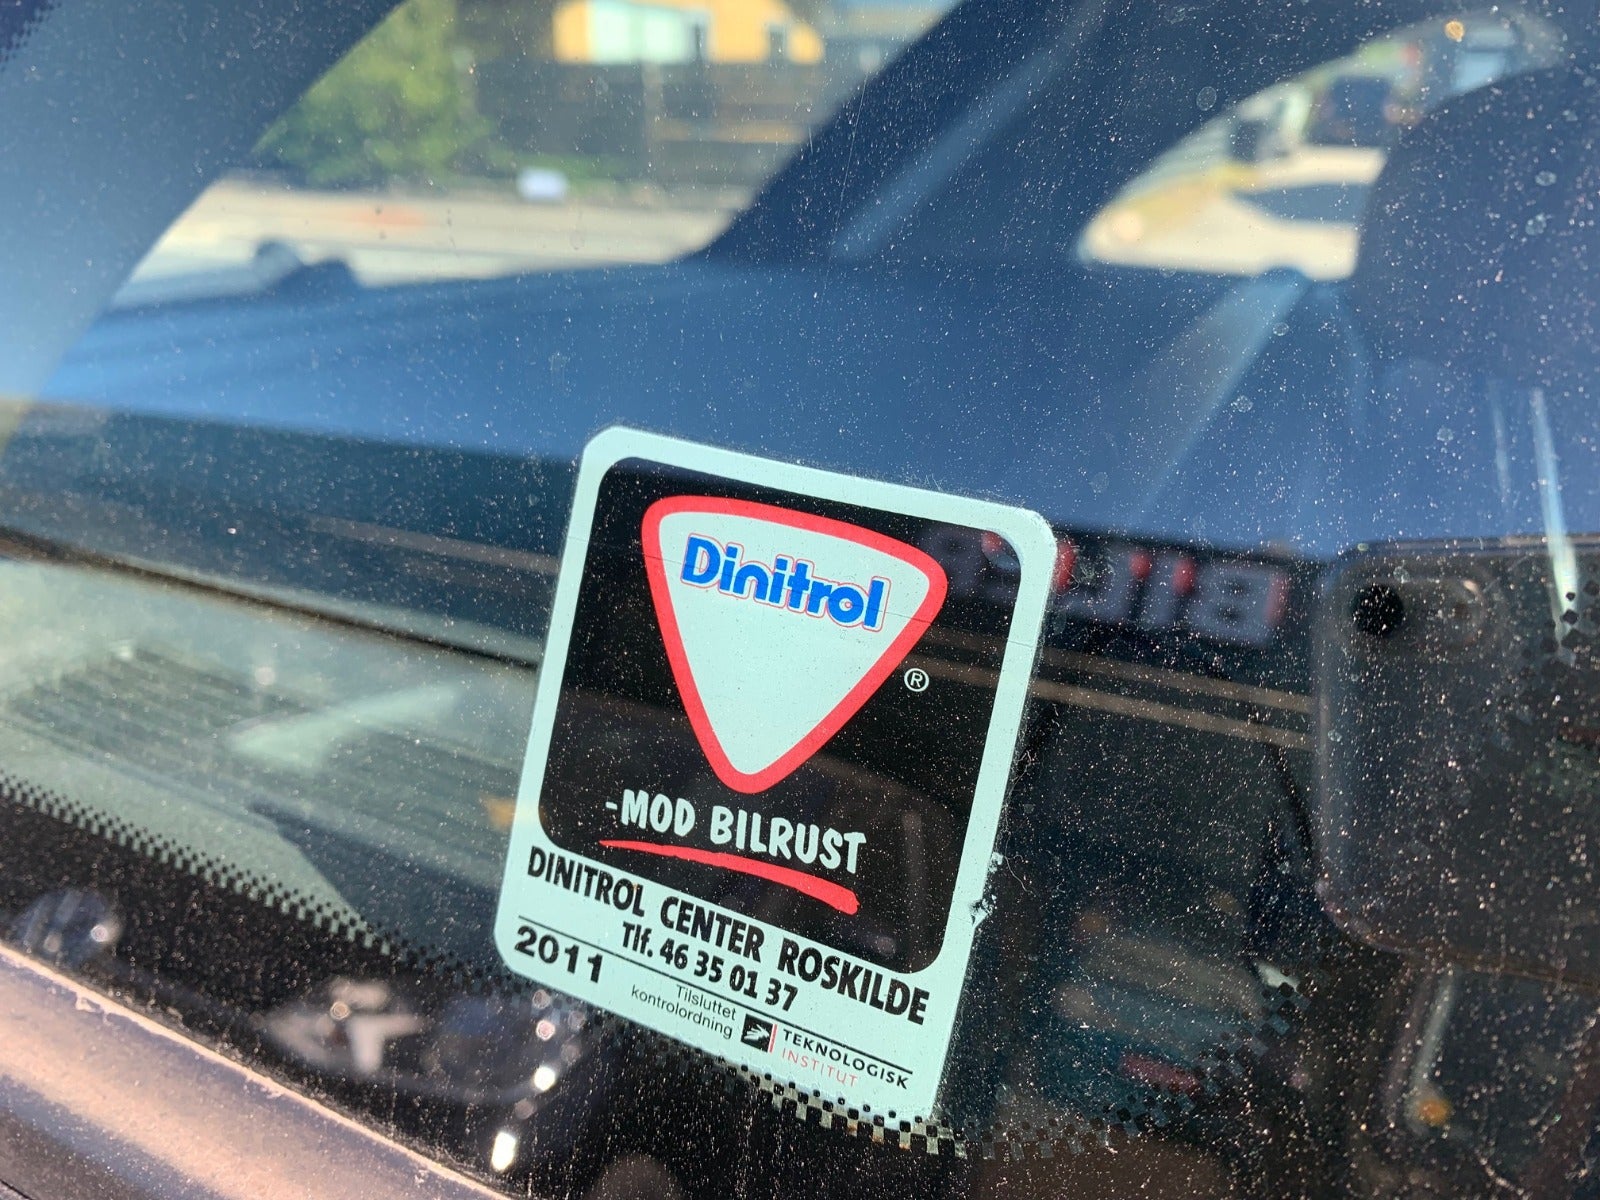 Dinitrol
®
-MOD BILRUST
DINITROL CENTER ROSKILDE
Tlf. 46 35 01 37
2011
Tilsluttet
kontrolordning
TEKNOLOGISK
INSTITUT